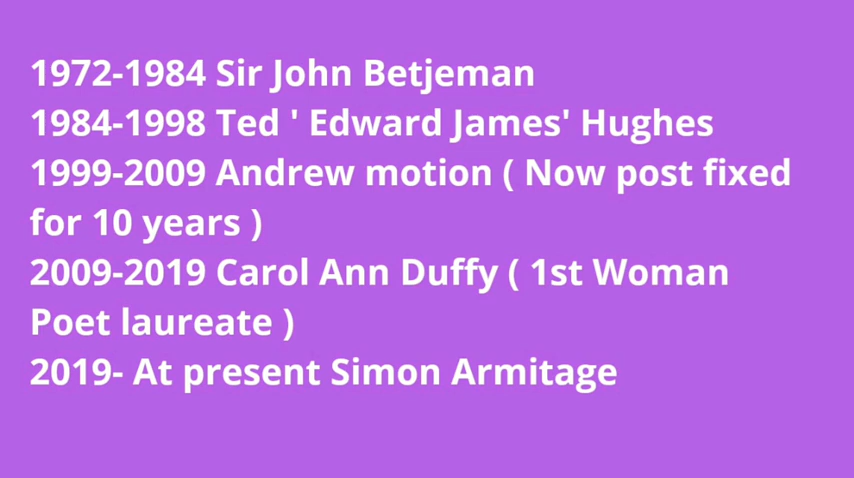 1972-1984 Sir John Betjeman
1984-1998 Ted ' Edward James' Hughes
1999-2009 Andrew motion ( Now post fixed
for 10 years )
2009-2019 Carol Ann Duffy ( 1st Woman
Poet laureate )
2019- At present Simon Armitage